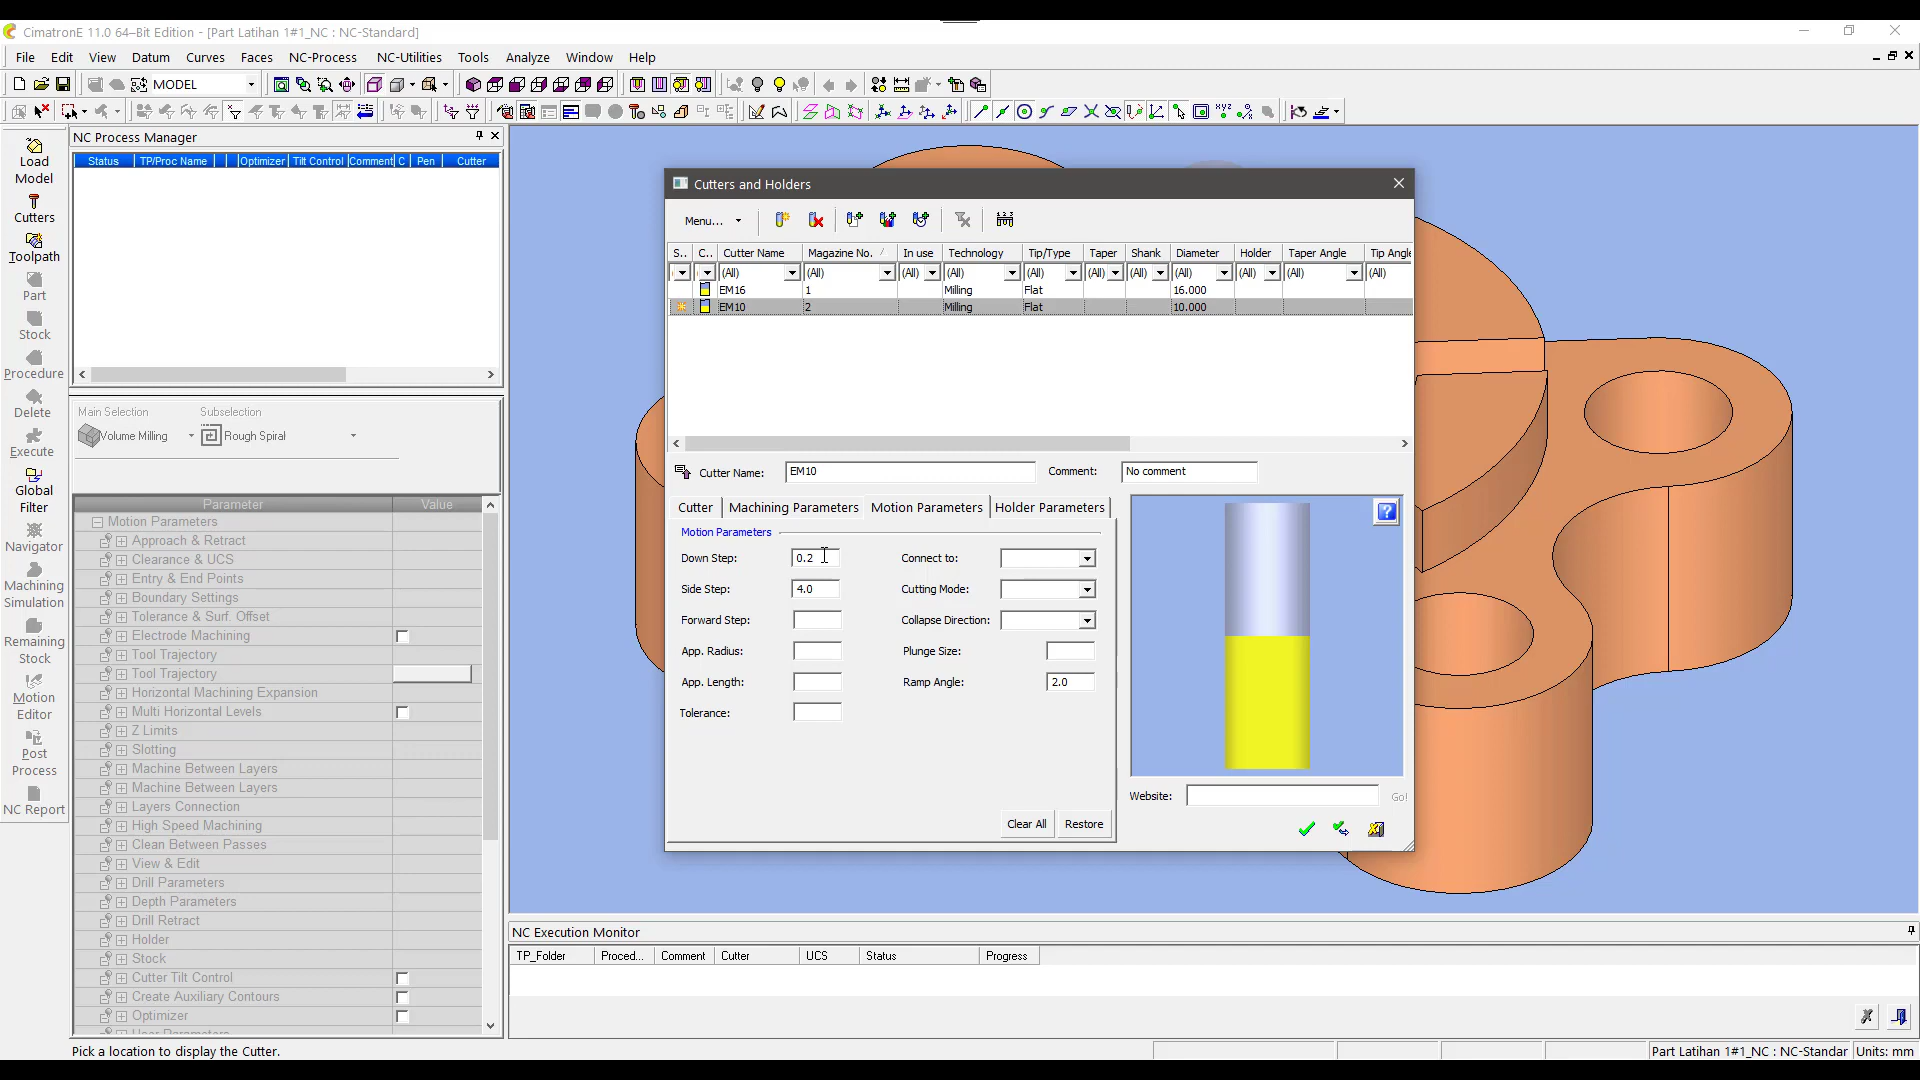 CimatronE 11.0 64–Bit Edition - [Part Latihan 1#1_NC : NC-Standard]
File Edit View Datum Curves Faces NC-Process NC-Utilities Tools Analyze Window Help
MODEL
NC Process Manager
Status TP/Proc Name Optimizer Tilt Control Comment C Pen Cutter
Load Model
Cutters
Toolpath
Part
Stock
Procedure
Delete
Execute
Global Filter
Navigator
Machining Simulation
Remaining Stock
Motion Editor
Post Process
NC Report
Main Selection Subselection
Volume Milling Rough Spiral
Parameter Value
Motion Parameters
Approach & Retract
Clearance & UCS
Entry & End Points
Boundary Settings
Tolerance & Surf. Offset
Electrode Machining
Tool Trajectory
Tool Trajectory
Horizontal Machining Expansion
Multi Horizontal Levels
Z Limits
Slotting
Machine Between Layers
Machine Between Layers
Layers Connection
High Speed Machining
Clean Between Passes
View & Edit
Drill Parameters
Depth Parameters
Drill Retract
Holder
Stock
Cutter Tilt Control
Create Auxiliary Contours
Optimizer
Cutters and Holders
Menu...
S.. C.. Cutter Name Magazine No. In use Technology Tip/Type Taper Shank Diameter Holder Taper Angle Tip Angle
(All) (All) (All) (All) (All) (All) (All) (All) (All) (All) (All)
EM16 1 Milling Flat 16.000
EM10 2 Milling Flat 10.000
Cutter Name: EM10 Comment: No comment
Cutter Machining Parameters Motion Parameters Holder Parameters
Motion Parameters
Down Step: 0.2 Connect to:
Side Step: 4.0 Cutting Mode:
Forward Step: Collapse Direction:
App. Radius: Plunge Size:
App. Length: Ramp Angle: 2.0
Tolerance:
Website: Go!
Clear All Restore
NC Execution Monitor
TP_Folder Proced... Comment Cutter UCS Status Progress
Pick a location to display the Cutter.
Part Latihan 1#1_NC : NC-Standar Units: mm